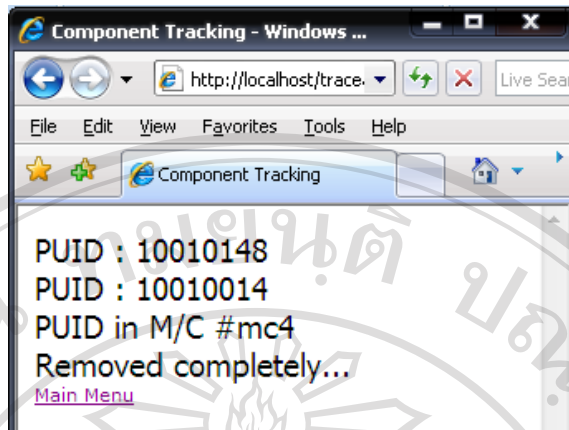 Component Tracking - Windows ...
http://localhost/trace.
Live Sear
File Edit View Favorites Tools Help
Component Tracking
PUID : 10010148
PUID : 10010014
PUID in M/C #mc4
Removed completely...
Main Menu